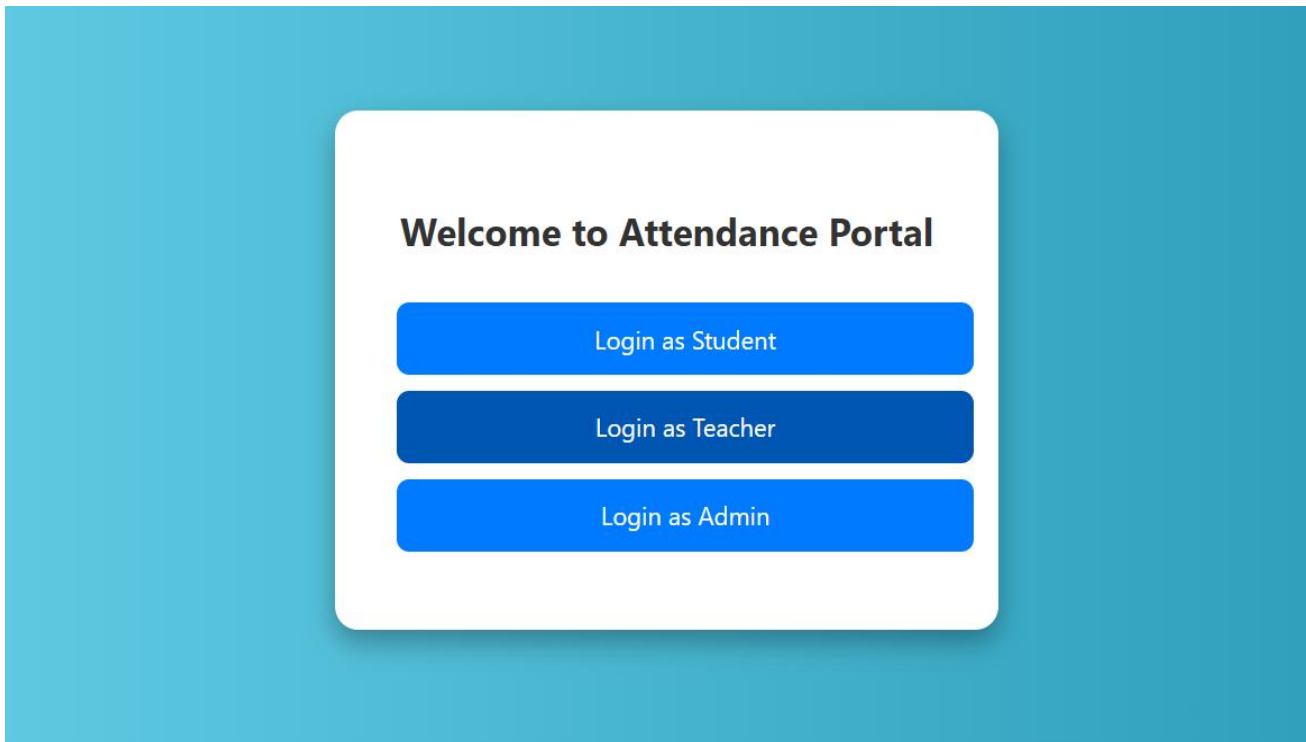 Welcome to Attendance Portal
Login as Student
Login as Teacher
Login as Admin